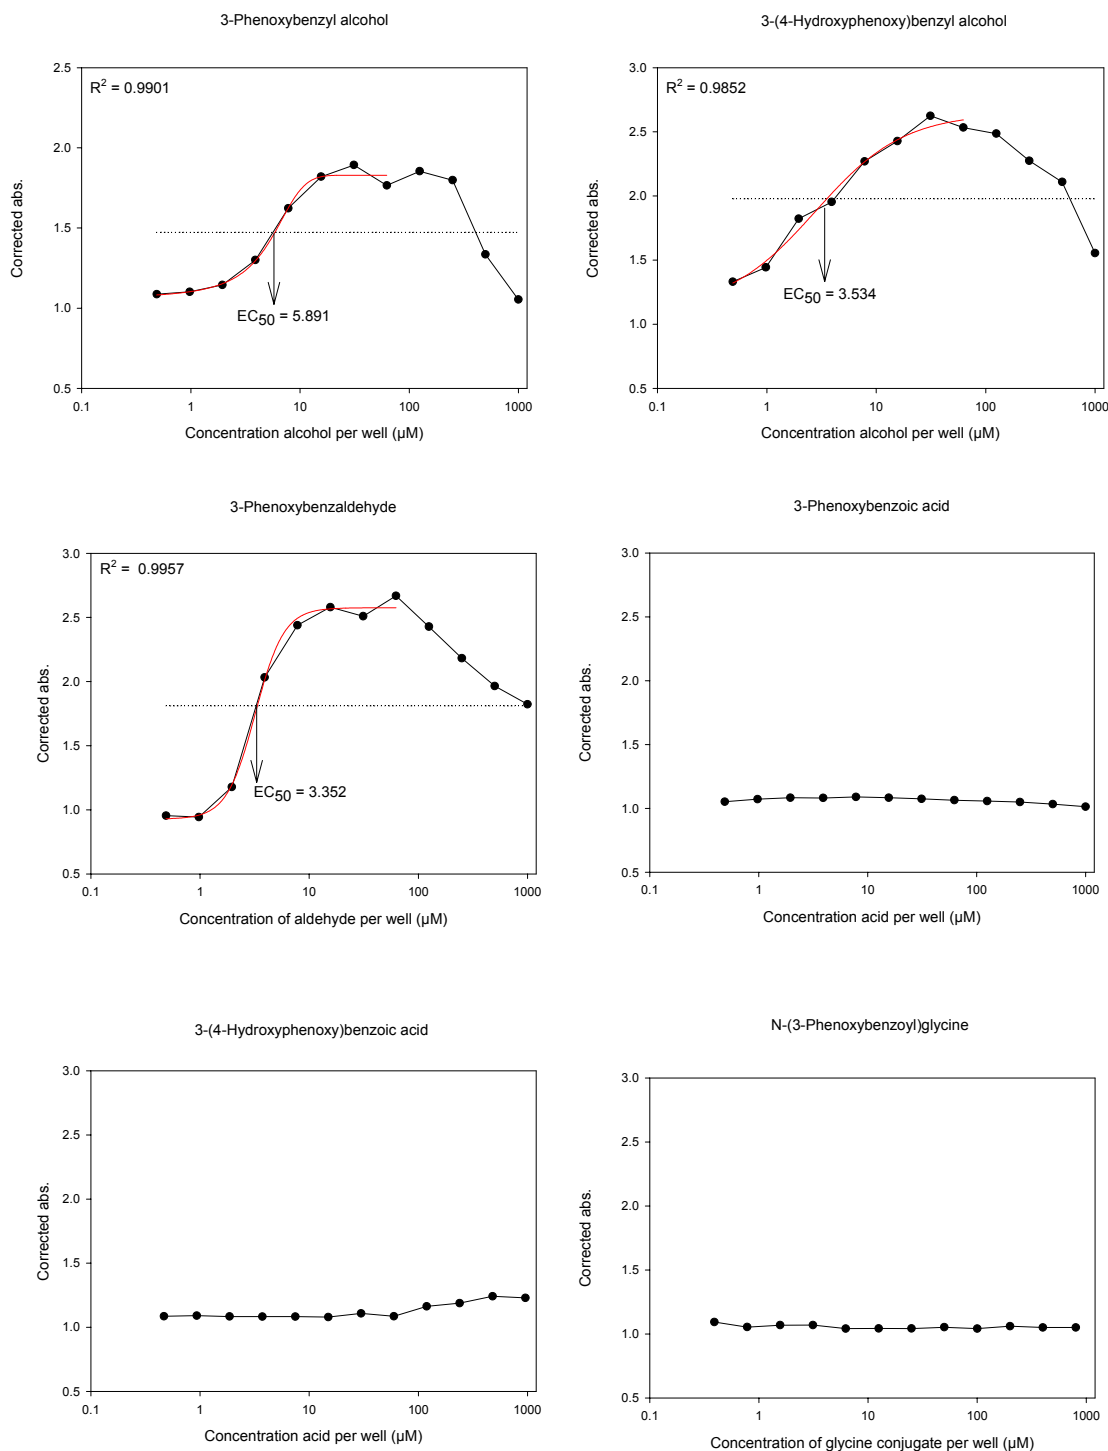 3-Phenoxybenzyl alcohol
R² = 0.9901
2.5
2.0
1.5
1.0
0.5
Corrected abs.
EC50 = 5.891
0.1 1 10 100 1000
Concentration alcohol per well (µM)
3-(4-Hydroxyphenoxy)benzyl alcohol
R² = 0.9852
3.0
2.5
2.0
1.5
1.0
0.5
Corrected abs.
EC50 = 3.534
0.1 1 10 100 1000
Concentration alcohol per well (µM)
3-Phenoxybenzaldehyde
R² = 0.9957
3.0
2.5
2.0
1.5
1.0
0.5
Corrected abs.
EC50 = 3.352
0.1 1 10 100 1000
Concentration of aldehyde per well (µM)
3-Phenoxybenzoic acid
3.0
2.5
2.0
1.5
1.0
0.5
Corrected abs.
0.1 1 10 100 1000
Concentration acid per well (µM)
3-(4-Hydroxyphenoxy)benzoic acid
3.0
2.5
2.0
1.5
1.0
0.5
Corrected abs.
0.1 1 10 100 1000
Concentration acid per well (µM)
N-(3-Phenoxybenzoyl)glycine
3.0
2.5
2.0
1.5
1.0
0.5
Corrected abs.
0.1 1 10 100 1000
Concentration of glycine conjugate per well (µM)